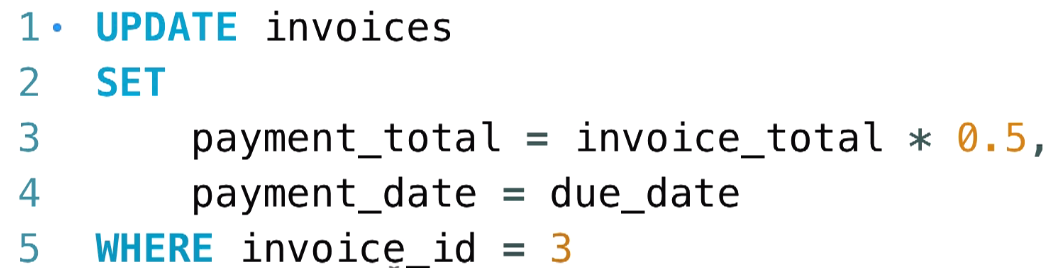 1 UPDATE invoices
2 SET
3     payment_total = invoice_total * 0.5,
4     payment_date = due_date
5 WHERE invoice_id = 3